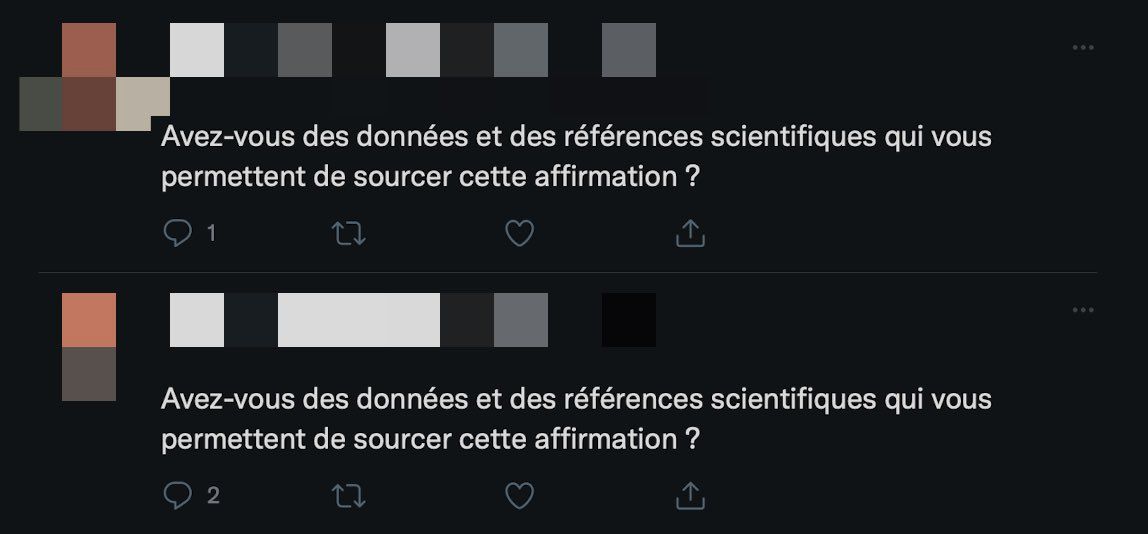 Avez-vous des données et des références scientifiques qui vous
permettent de sourcer cette affirmation ?
1
Avez-vous des données et des références scientifiques qui vous
permettent de sourcer cette affirmation ?
2